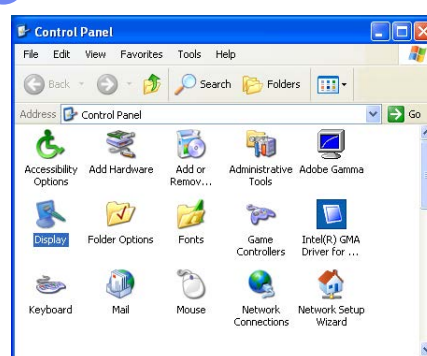 Control Panel
File Edit View Favorites Tools Help
Back Search Folders
Address Control Panel Go
Accessibility Options
Add Hardware
Add or Remov...
Administrative Tools
Adobe Gamma
Display
Folder Options
Fonts
Game Controllers
Intel(R) GMA Driver for ...
Keyboard
Mail
Mouse
Network Connections
Network Setup Wizard